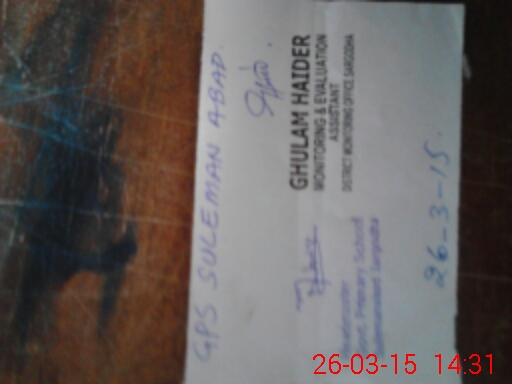 GPS SULEMAN ABAD.
GHULAM HAIDER
MONITORING & EVALUATION
ASSISTANT
DISTRICT MONITORING OFFICE SARGODHA
Headmaster
Govt. Primary School
Sargodha
26-3-15.
26-03-15 14:31